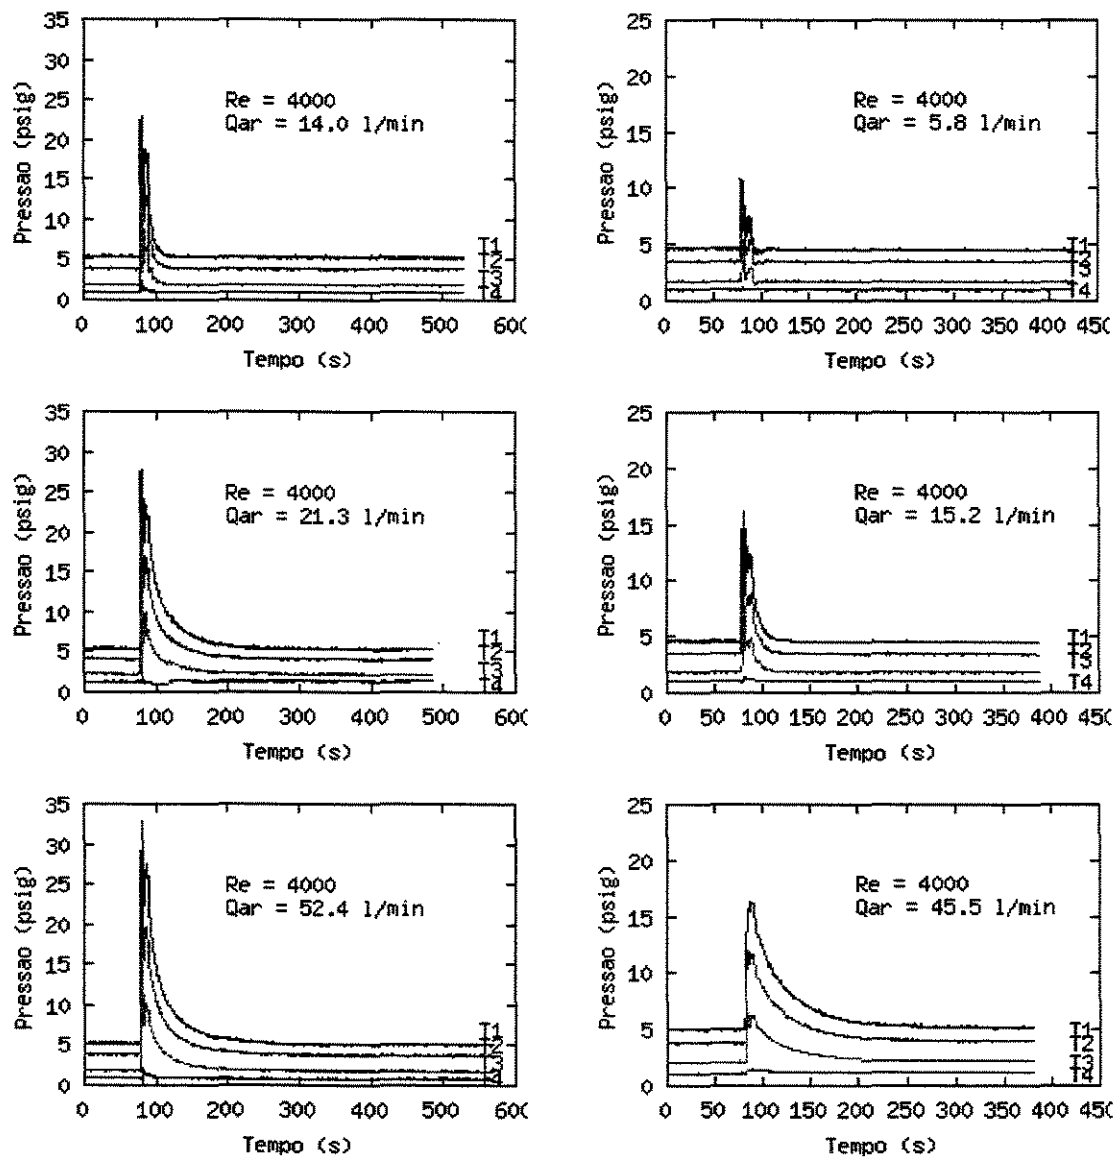 35
30
25
20
15
10
5
0
Pressao (psig)
Re = 4000
Qar = 14.0 l/min
T1
T2
T3
T4
0 100 200 300 400 500 600
Tempo (s)
25
20
15
10
5
0
Pressao (psig)
Re = 4000
Qar = 5.8 l/min
T1
T2
T3
T4
0 50 100 150 200 250 300 350 400 450
Tempo (s)
35
30
25
20
15
10
5
0
Pressao (psig)
Re = 4000
Qar = 21.3 l/min
T1
T2
T3
T4
0 100 200 300 400 500 600
Tempo (s)
25
20
15
10
5
0
Pressao (psig)
Re = 4000
Qar = 15.2 l/min
T1
T2
T3
T4
0 50 100 150 200 250 300 350 400 450
Tempo (s)
35
30
25
20
15
10
5
0
Pressao (psig)
Re = 4000
Qar = 52.4 l/min
T1
T2
T3
T4
0 100 200 300 400 500 600
Tempo (s)
25
20
15
10
5
0
Pressao (psig)
Re = 4000
Qar = 45.5 l/min
T1
T2
T3
T4
0 50 100 150 200 250 300 350 400 450
Tempo (s)